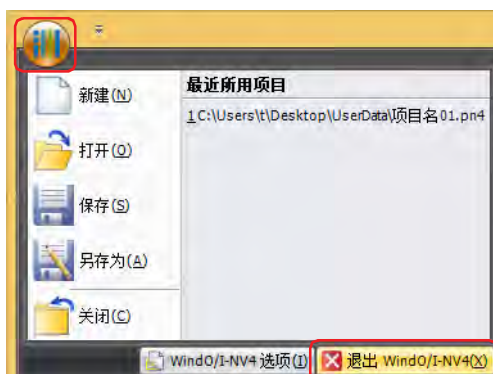 新建(N)
最近所用项目
1 C:\Users\t\Desktop\UserData\项目名01.pn4
打开(O)
保存(S)
另存为(A)
关闭(C)
WindO/I-NV4 选项(I)
退出 WindO/I-NV4(X)